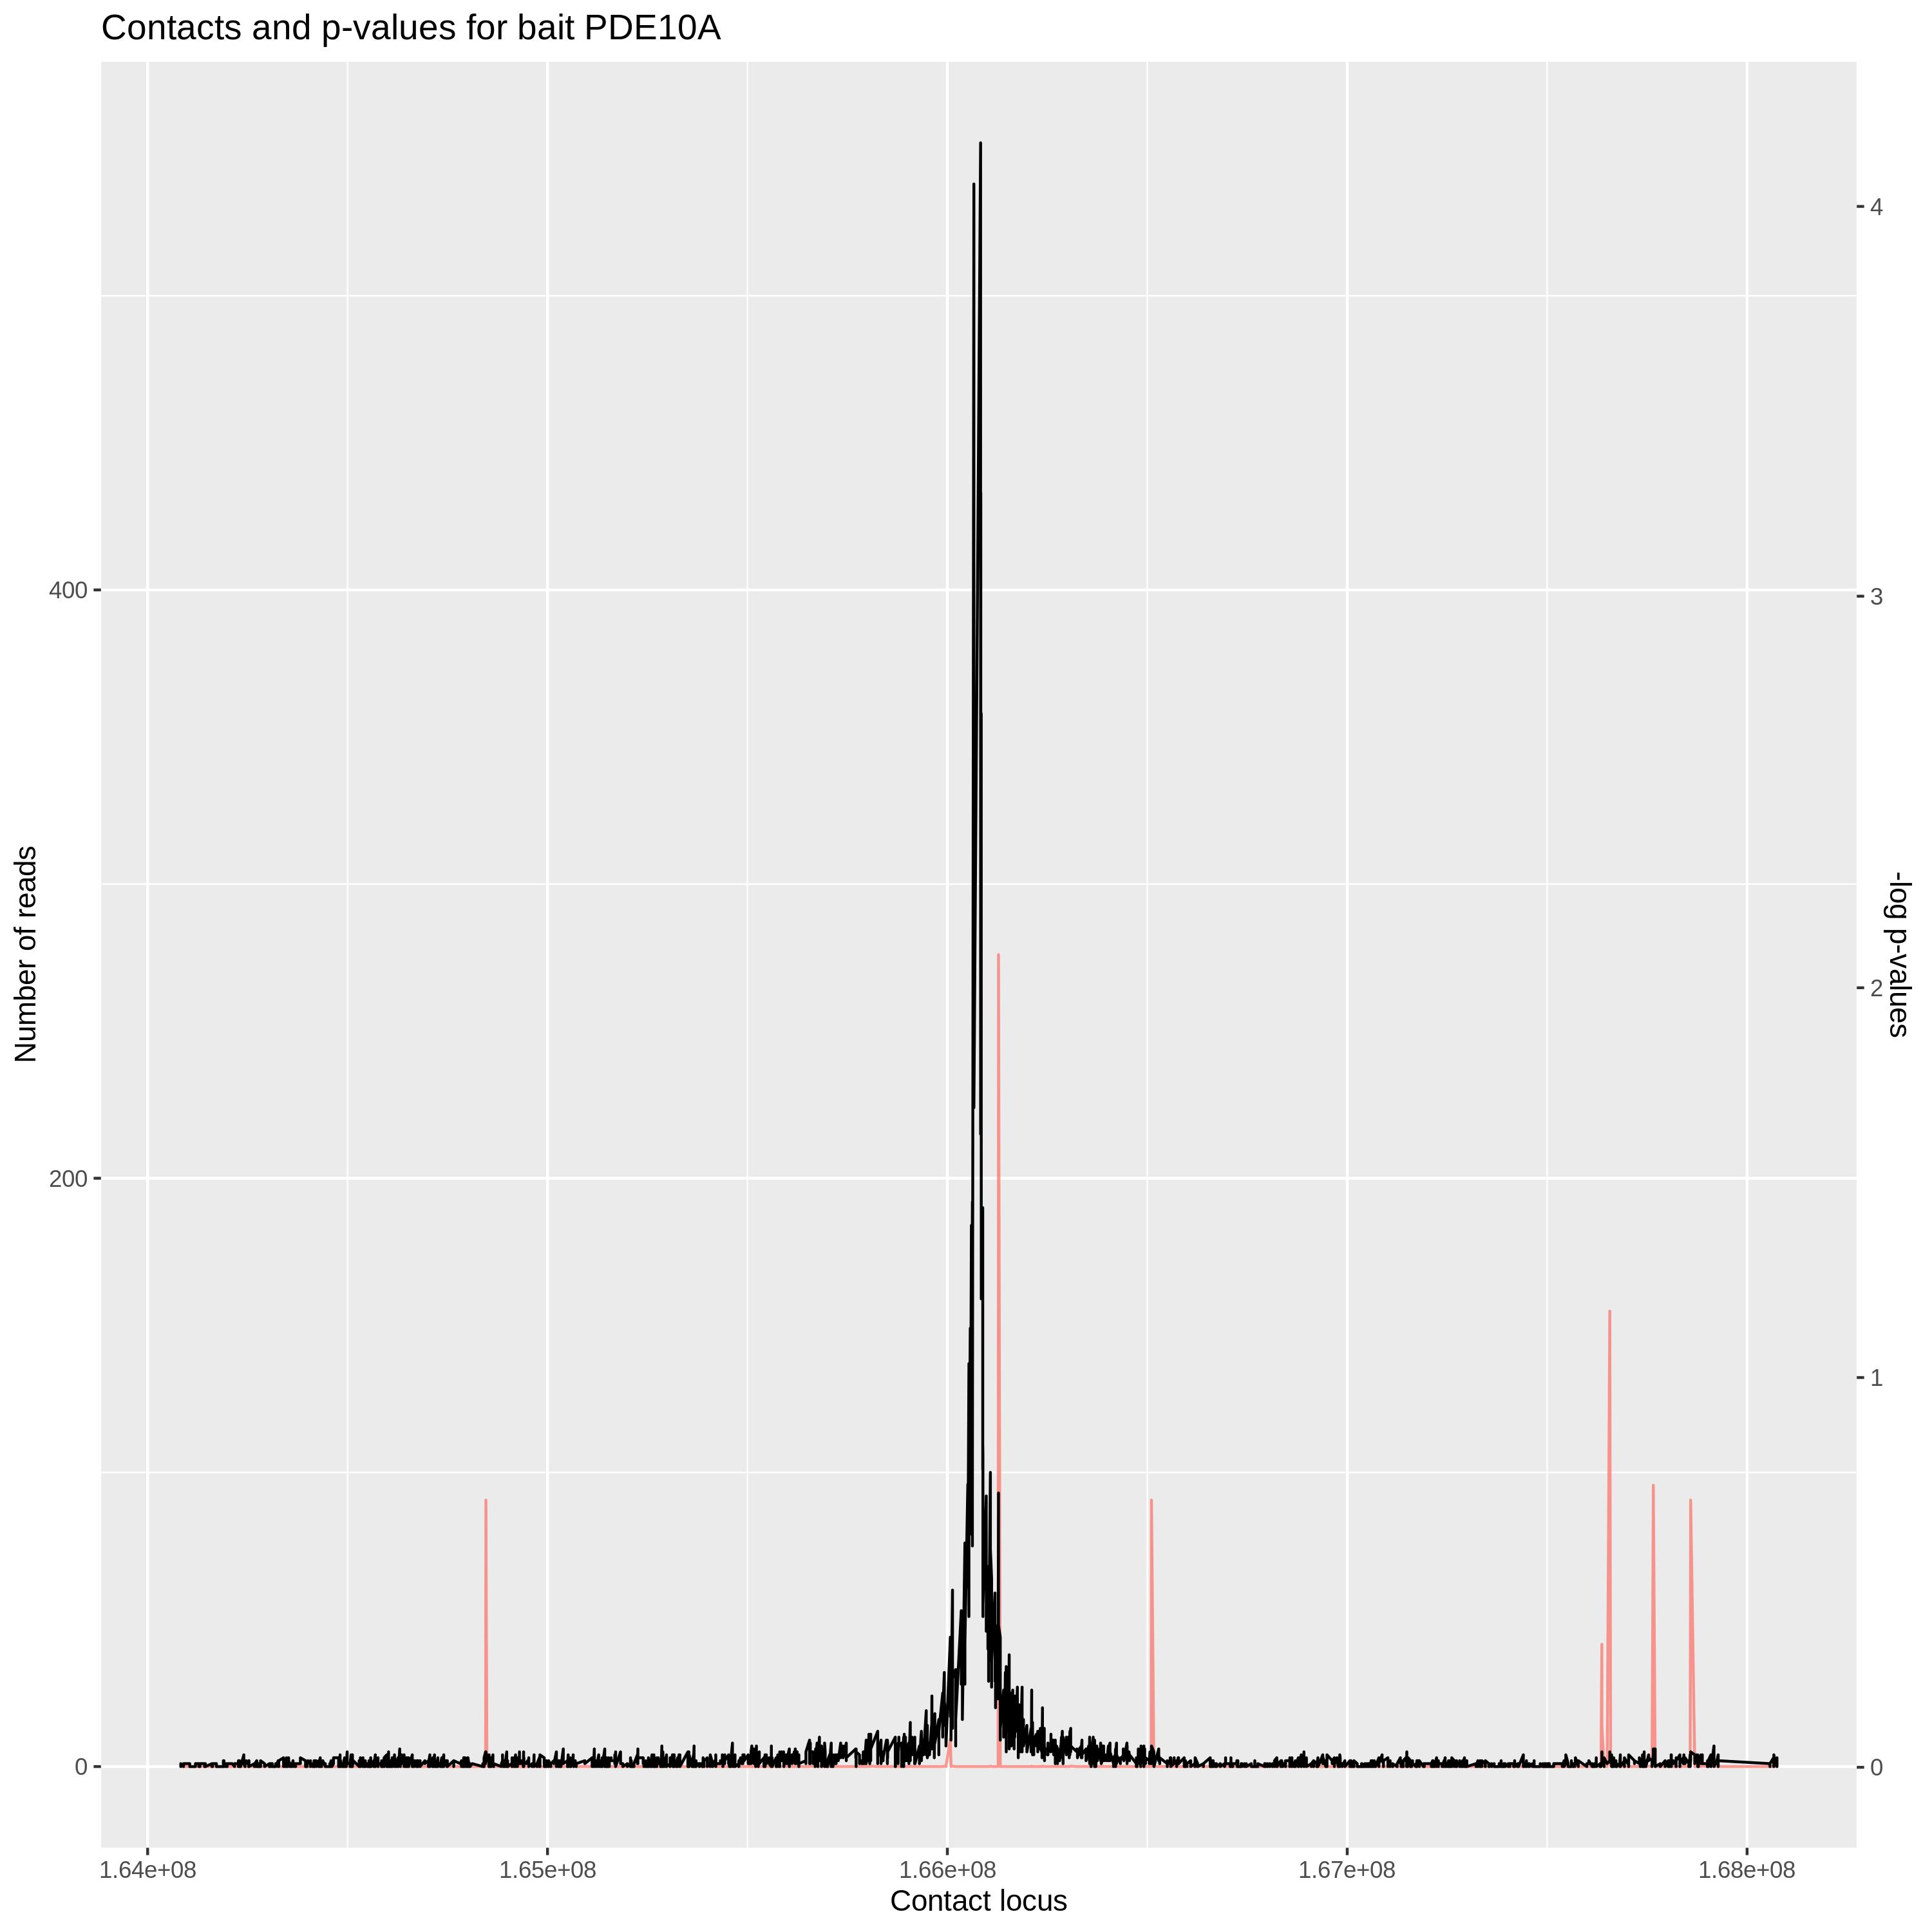 Contacts and p-values for bait PDE10A
Number of reads
400
200
0
4
3
2
1
0
-log p-values
1.64e+08 1.65e+08 1.66e+08 1.67e+08 1.68e+08
Contact locus